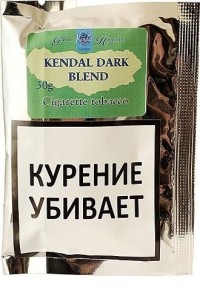 KENDAL DARK
BLEND
30g.
Cigarette tobacco
КУРЕНИЕ
УБИВАЕТ